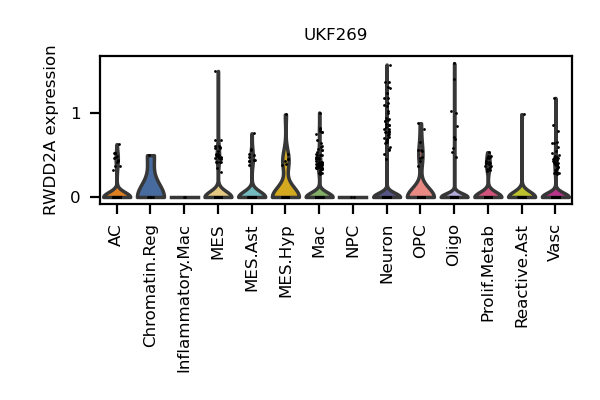 UKF269
RWDD2A expression
1
0
AC
Chromatin.Reg
Inflammatory.Mac
MES
MES.Ast
MES.Hyp
Mac
NPC
Neuron
OPC
Oligo
Prolif.Metab
Reactive.Ast
Vasc